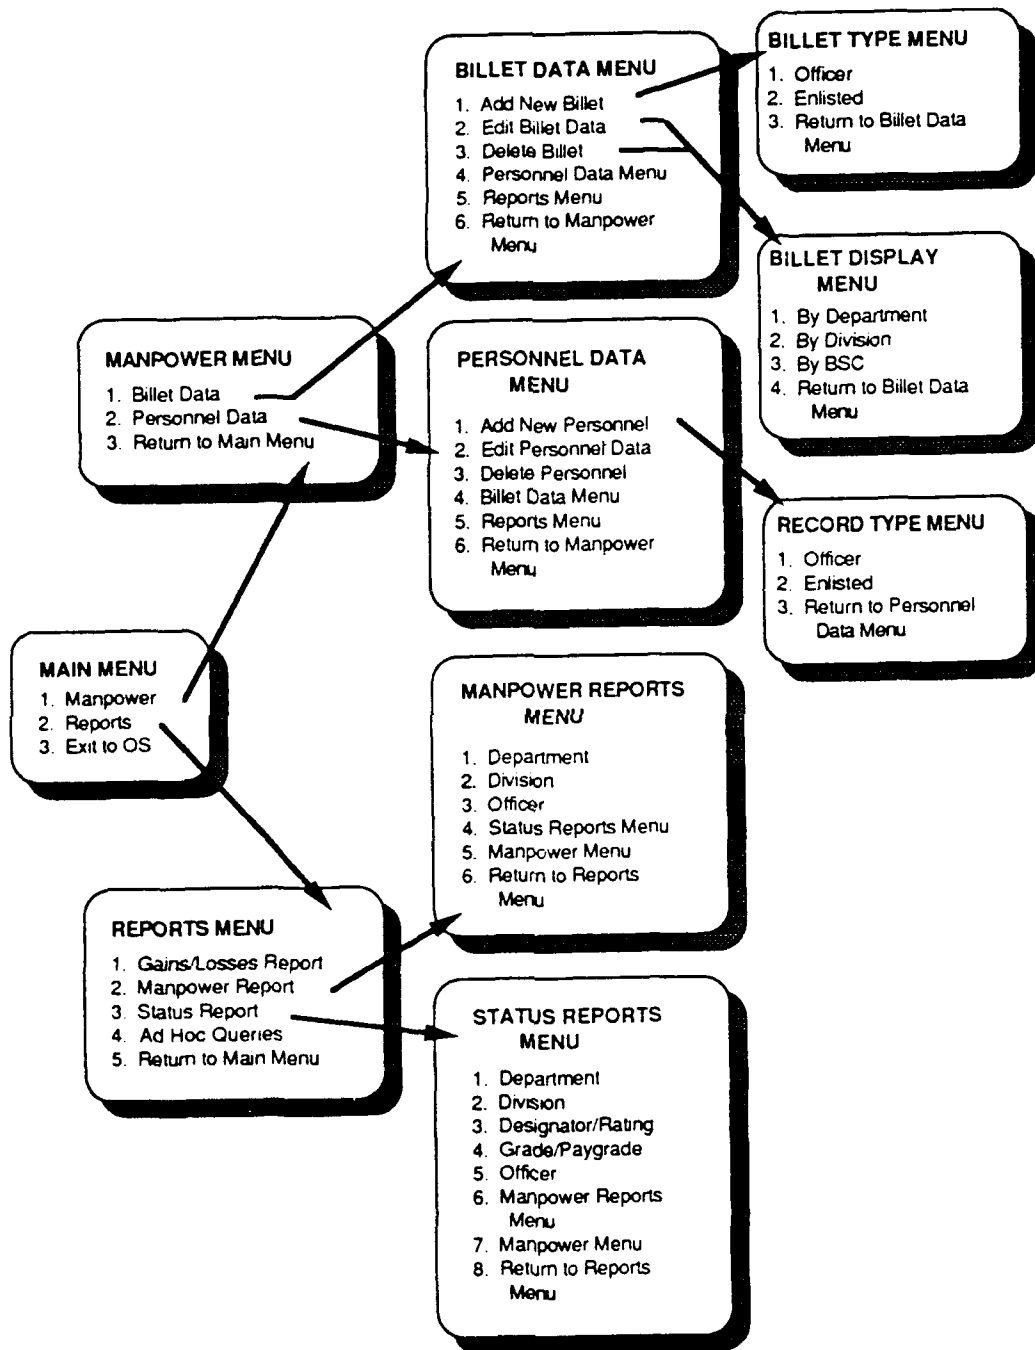 BILLET TYPE MENU
1. Officer
2. Enlisted
3. Return to Billet Data
Menu
BILLET DATA MENU
1. Add New Billet
2. Edit Billet Data
3. Delete Billet
4. Personnel Data Menu
5. Reports Menu
6. Return to Manpower
Menu
BILLET DISPLAY
MENU
1. By Department
2. By Division
3. By BSC
4. Return to Billet Data
Menu
MANPOWER MENU
1. Billet Data
2. Personnel Data
3. Return to Main Menu
PERSONNEL DATA
MENU
1. Add New Personnel
2. Edit Personnel Data
3. Delete Personnel
4. Billet Data Menu
5. Reports Menu
6. Return to Manpower
Menu
RECORD TYPE MENU
1. Officer
2. Enlisted
3. Return to Personnel
Data Menu
MAIN MENU
1. Manpower
2. Reports
3. Exit to OS
MANPOWER REPORTS
MENU
1. Department
2. Division
3. Officer
4. Status Reports Menu
5. Manpower Menu
6. Return to Reports
Menu
REPORTS MENU
1. Gains/Losses Report
2. Manpower Report
3. Status Report
4. Ad Hoc Queries
5. Return to Main Menu
STATUS REPORTS
MENU
1. Department
2. Division
3. Designator/Rating
4. Grade/Paygrade
5. Officer
6. Manpower Reports
Menu
7. Manpower Menu
8. Return to Reports
Menu